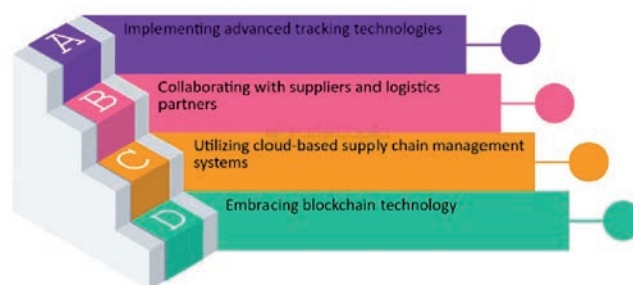 A
Implementing advanced tracking technologies
B
Collaborating with suppliers and logistics
partners
C
Utilizing cloud-based supply chain management
systems
D
Embracing blockchain technology